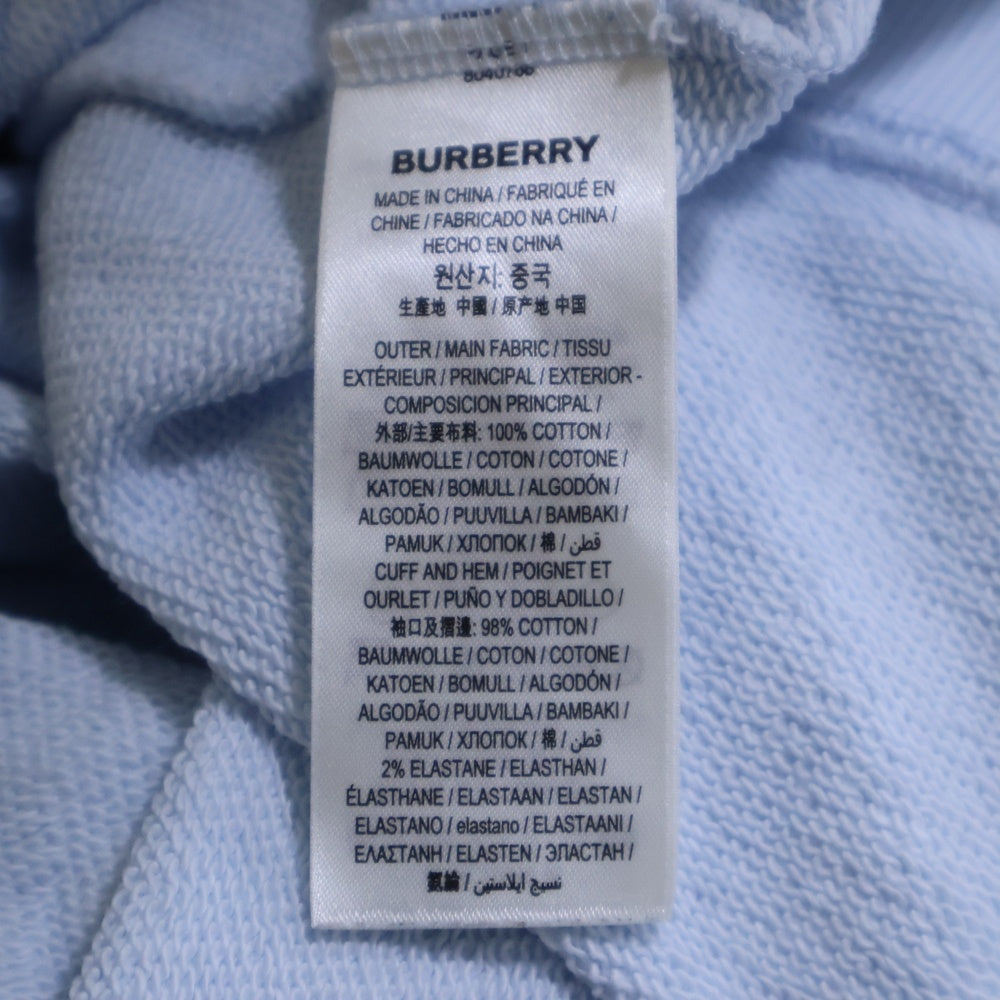 BURBERRY
MADE IN CHINA / FABRIQUÉ EN
CHINE / FABRICADO NA CHINA /
HECHO EN CHINA
원산지: 중국
生產地 中國 / 原产地 中国
OUTER / MAIN FABRIC / TISSU
EXTÉRIEUR / PRINCIPAL / EXTERIOR -
COMPOSICION PRINCIPAL /
外部/主要布料: 100% COTTON /
BAUMWOLLE / COTON / COTONE /
KATOEN / BOMULL / ALGODÓN /
ALGODÃO / PUUVILLA / BAMBAKI /
PAMUK / ХЛОПОК / 棉 / قطن
CUFF AND HEM / POIGNET ET
OURLET / PUÑO Y DOBLADILLO /
袖口及摺邊: 98% COTTON /
BAUMWOLLE / COTON / COTONE /
KATOEN / BOMULL / ALGODÓN /
ALGODÃO / PUUVILLA / BAMBAKI /
PAMUK / ХЛОПОК / 棉 / قطن
2% ELASTANE / ELASTHAN /
ÉLASTHANE / ELASTAAN / ELASTAN /
ELASTANO / elastano / ELASTAANI /
ΕΛΑΣΤΑΝΗ / ELASTEN / ЭЛАСТАН /
氨綸 / نسيج ايلاستين